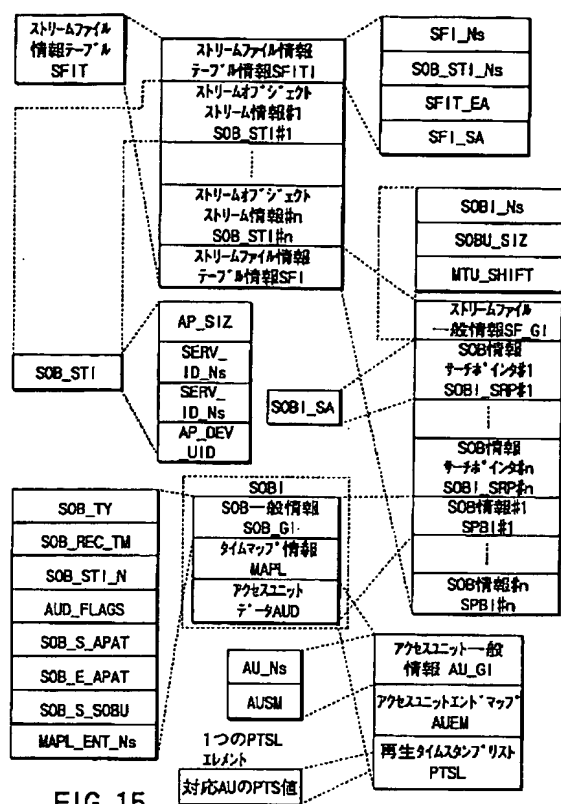 ストリームファイル
情報テーブル
SFIT
ストリームファイル情報
テーブル情報SFITI
ストリームオブジェクト
ストリーム情報#1
SOB_STI#1
ストリームオブジェクト
ストリーム情報#n
SOB_STI#n
ストリームファイル情報
テーブル情報SFI
SFI_Ns
SOB_STI_Ns
SFIT_EA
SFI_SA
SOBI_Ns
SOBU_SIZ
MTU_SHIFT
ストリームファイル
一般情報SF_GI
SOB情報
サーチポインタ#1
SOBI_SRP#1
SOB情報
サーチポインタ#n
SOBI_SRP#n
SOB情報#1
SPBI#1
SOB情報#n
SPBI#n
SOB_STI
AP_SIZ
SERV_
ID_Ns
SERV_
ID_Ns
AP_DEV
_UID
SOBI_SA
SOBI
SOB一般情報
SOB_GI
タイムマップ情報
MAPL
アクセスユニット
データAUD
SOB_TY
SOB_REC_TM
SOB_STI_N
AUD_FLAGS
SOB_S_APAT
SOB_E_APAT
SOB_S_SOBU
MAPL_ENT_Ns
AU_Ns
AUSM
アクセスユニット一般
情報 AU_GI
アクセスユニットエンドマップ
AUEM
再生タイムスタンプリスト
PTSL
1つのPTSL
エレメント
対応AUのPTS値
FIG.15